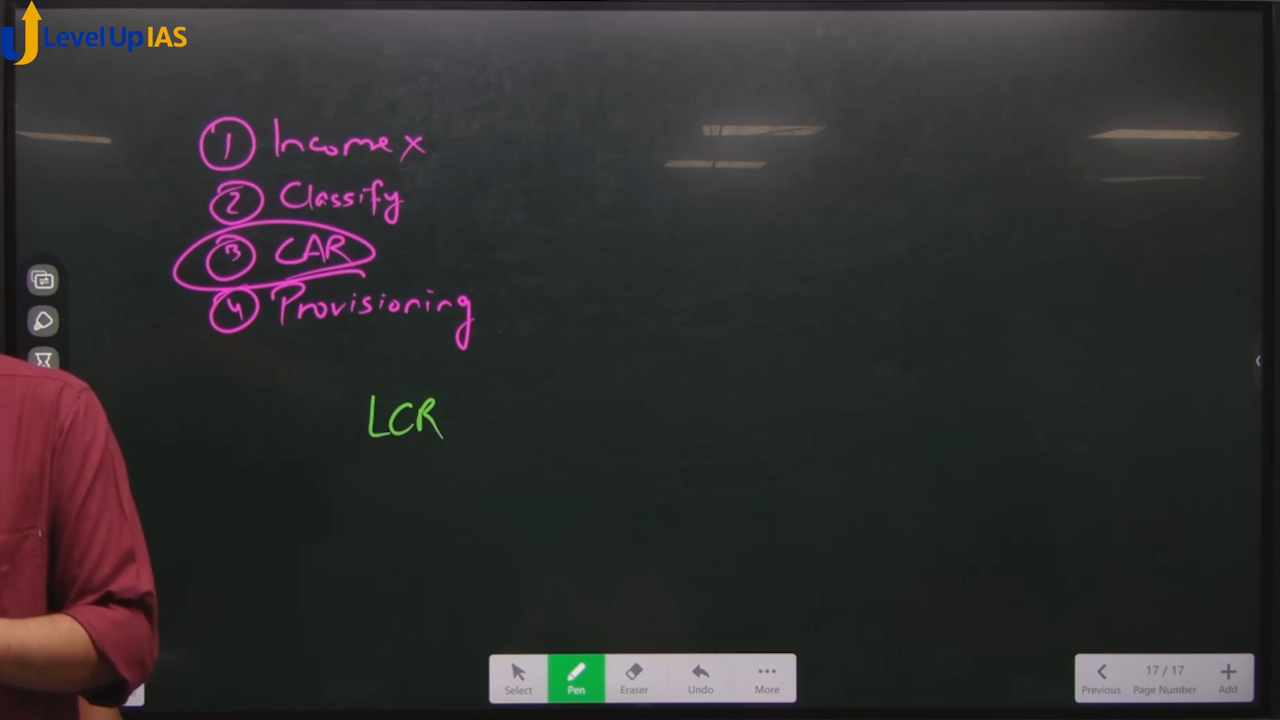 Level Up IAS
1 Income x
2 Classify
3 CAR
4 Provisioning
LCR
Select Pen Eraser Undo More
Previous 17 / 17 Page Number Add